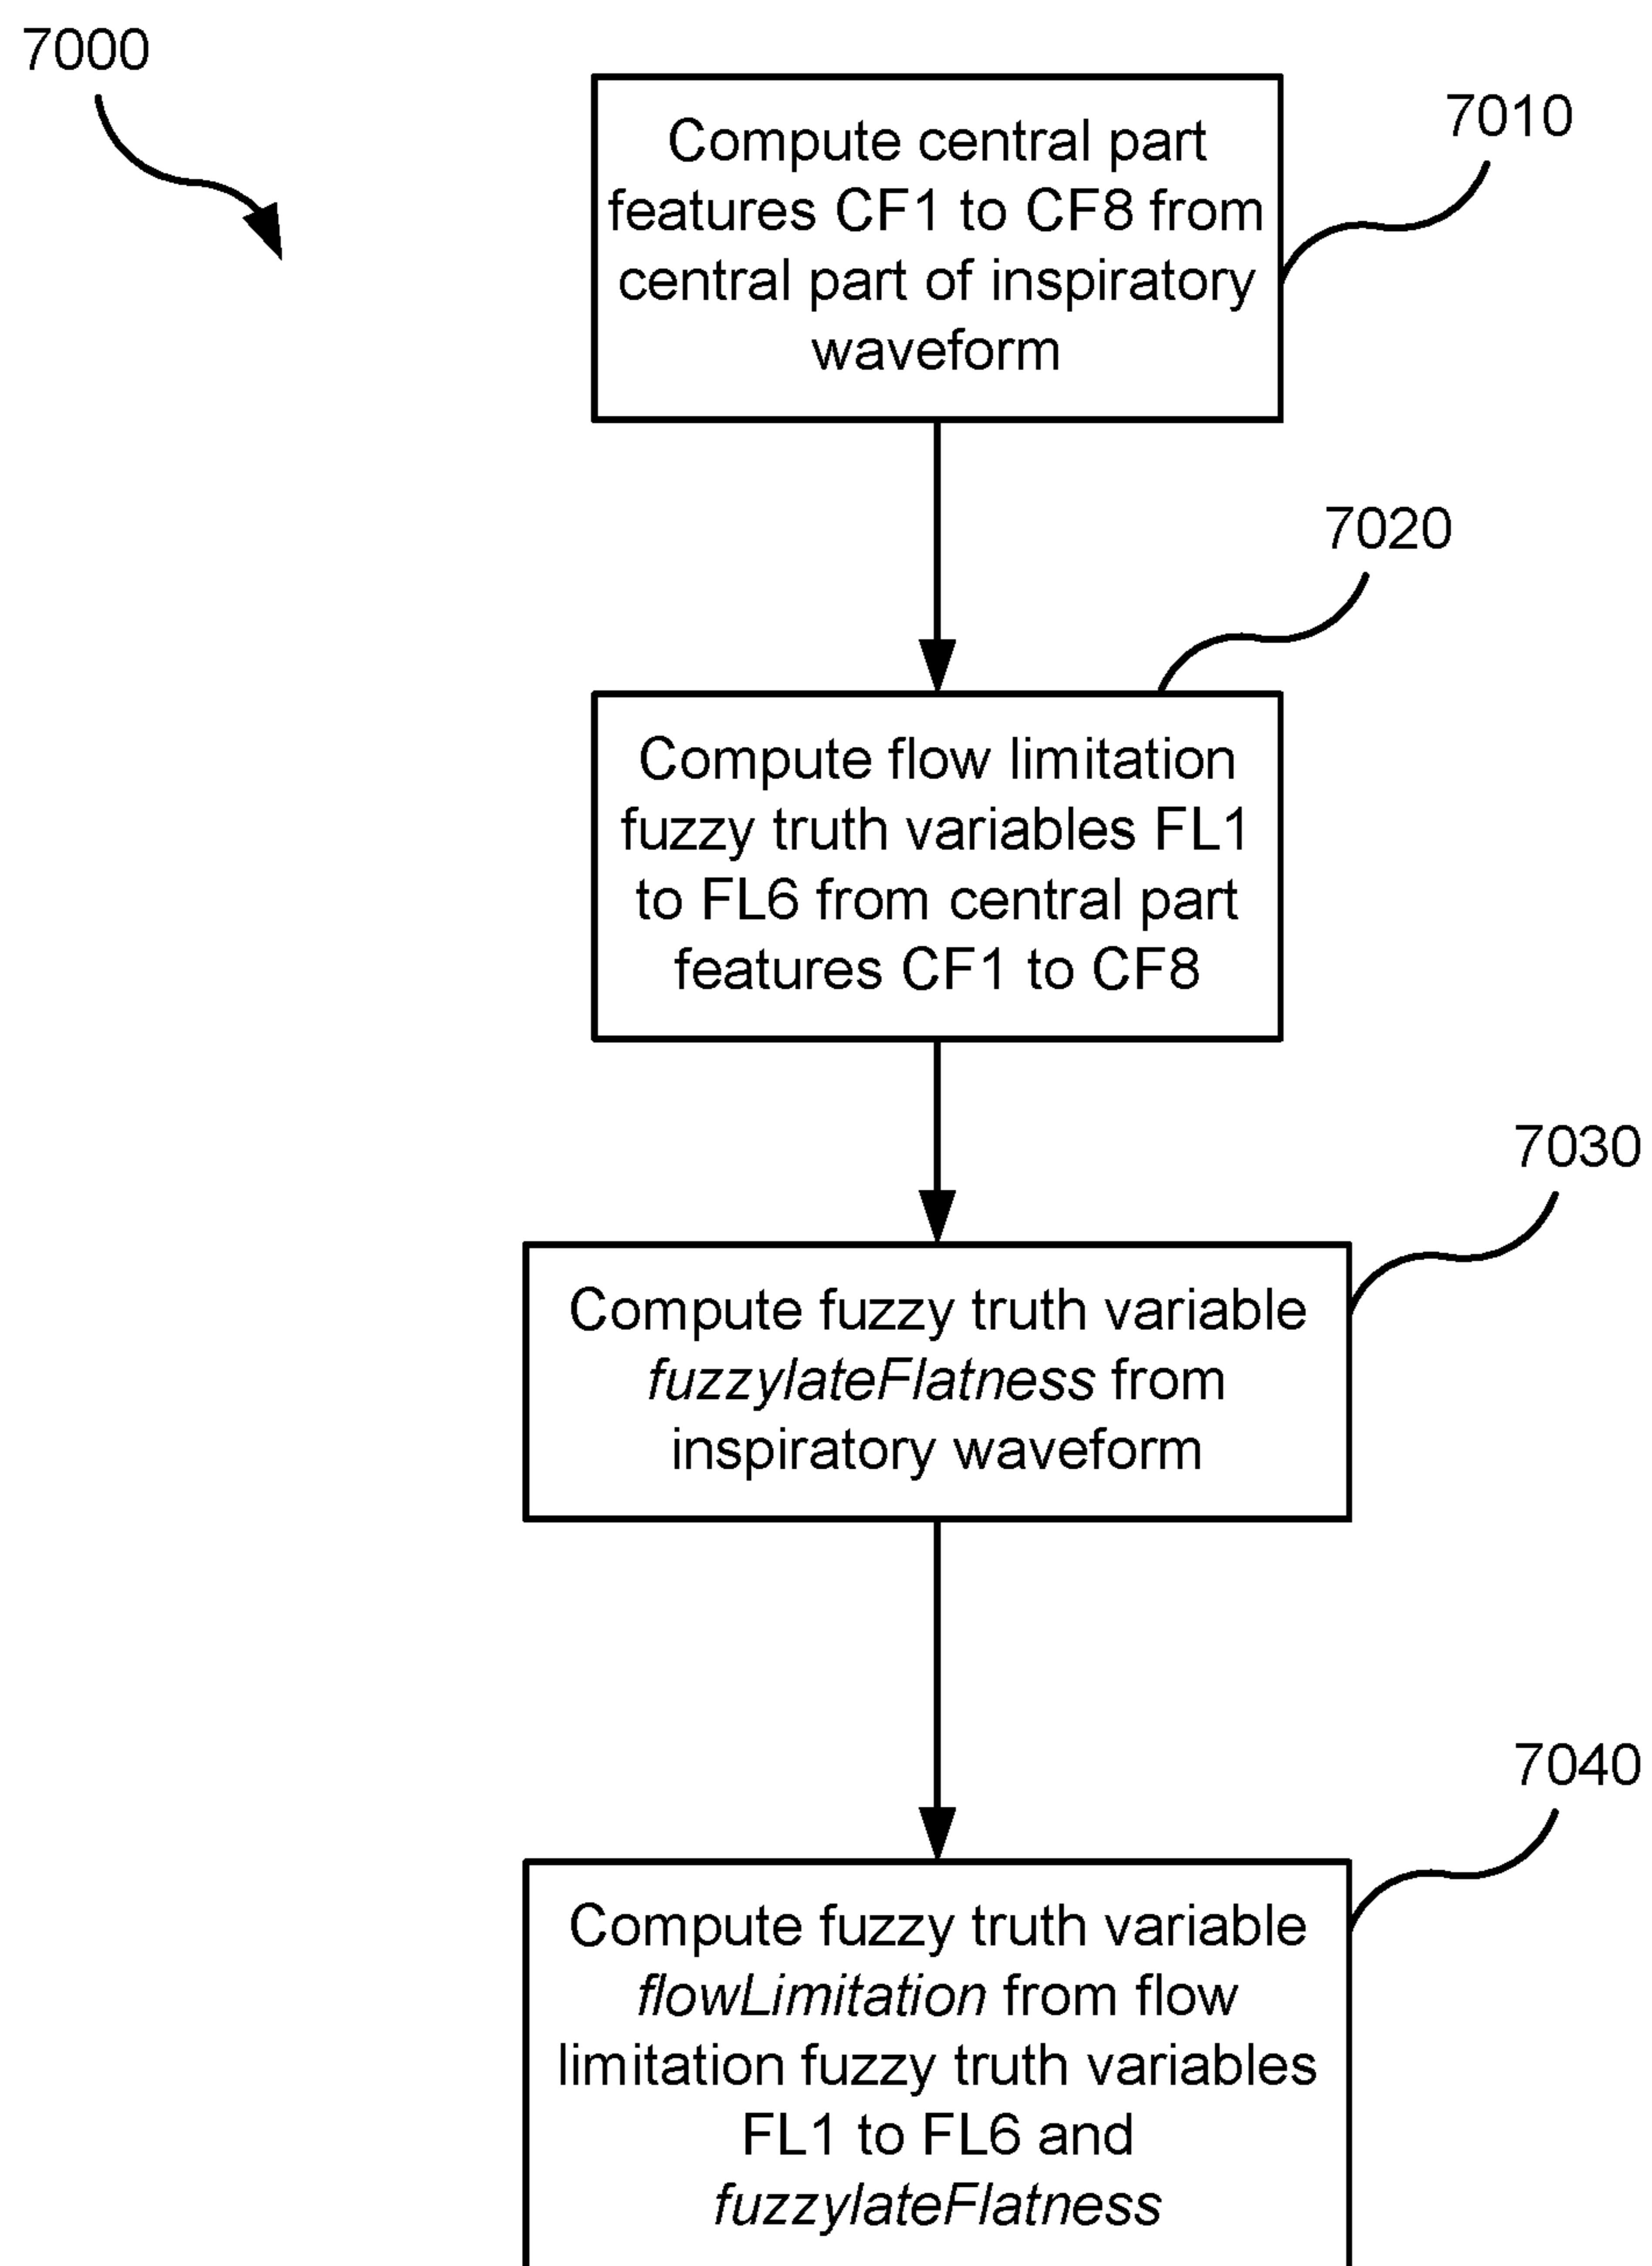 7000
7010
Compute central part
features CF1 to CF8 from
central part of inspiratory
waveform
7020
Compute flow limitation
fuzzy truth variables FL1
to FL6 from central part
features CF1 to CF8
7030
Compute fuzzy truth variable
fuzzylateFlatness from
inspiratory waveform
7040
Compute fuzzy truth variable
flowLimitation from flow
limitation fuzzy truth variables
FL1 to FL6 and
fuzzylateFlatness